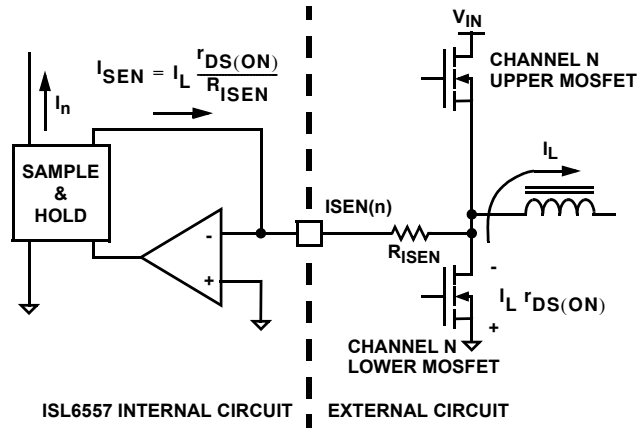 V_IN
CHANNEL N
UPPER MOSFET
I_SEN = I_L r_DS(ON) / R_ISEN
I_n
I_L
SAMPLE
&
HOLD
ISEN(n)
-
+
R_ISEN
-
I_L r_DS(ON)
+
CHANNEL N
LOWER MOSFET
ISL6557 INTERNAL CIRCUIT
EXTERNAL CIRCUIT